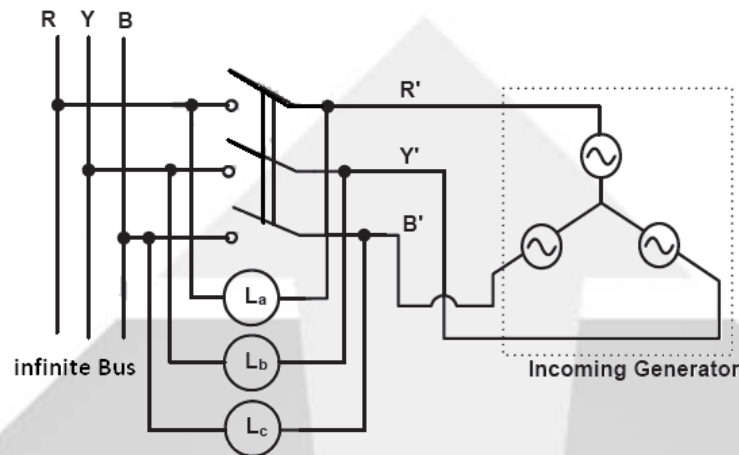 R Y B
R'
Y'
B'
La
Lb
Lc
infinite Bus
Incoming Generator